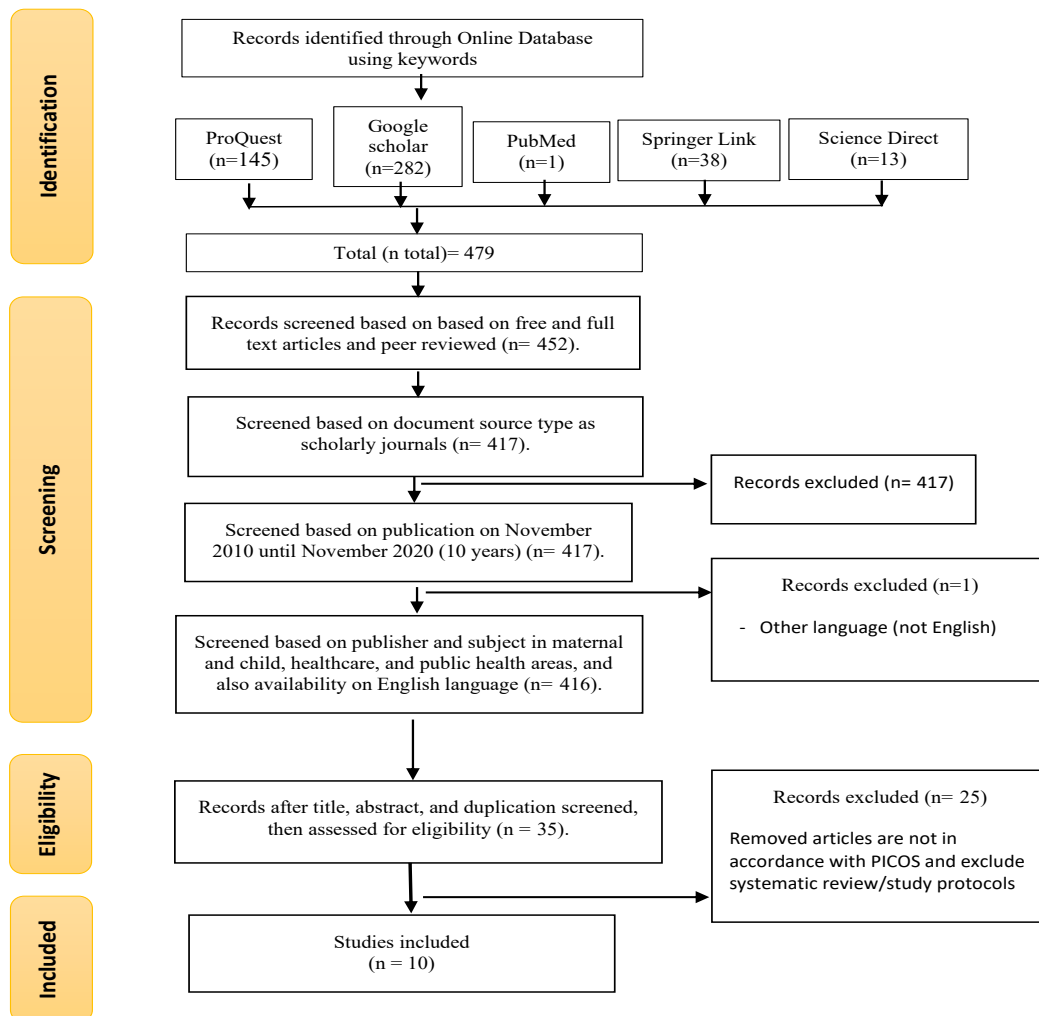 Identification
Records identified through Online Database
using keywords
ProQuest
(n=145)
Google
scholar
(n=282)
PubMed
(n=1)
Springer Link
(n=38)
Science Direct
(n=13)
Total (n total)= 479
Screening
Records screened based on based on free and full
text articles and peer reviewed (n= 452).
Screened based on document source type as
scholarly journals (n= 417).
Records excluded (n= 417)
Screened based on publication on November
2010 until November 2020 (10 years) (n= 417).
Records excluded (n=1)
- Other language (not English)
Screened based on publisher and subject in maternal
and child, healthcare, and public health areas, and
also availability on English language (n= 416).
Eligibility
Records after title, abstract, and duplication screened,
then assessed for eligibility (n = 35).
Records excluded (n= 25)
Removed articles are not in
accordance with PICOS and exclude
systematic review/study protocols
Included
Studies included
(n = 10)